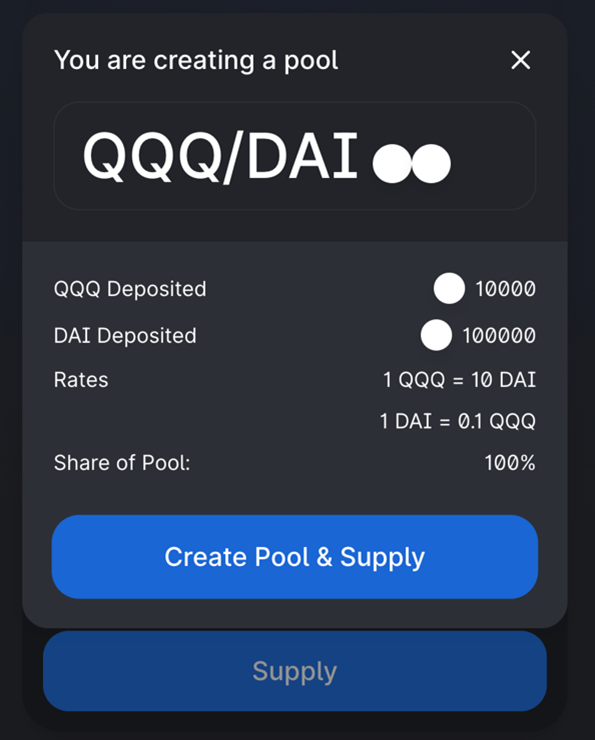 You are creating a pool
QQQ/DAI
QQQ Deposited 10000
DAI Deposited 100000
Rates 1 QQQ = 10 DAI
1 DAI = 0.1 QQQ
Share of Pool: 100%
Create Pool & Supply
Supply